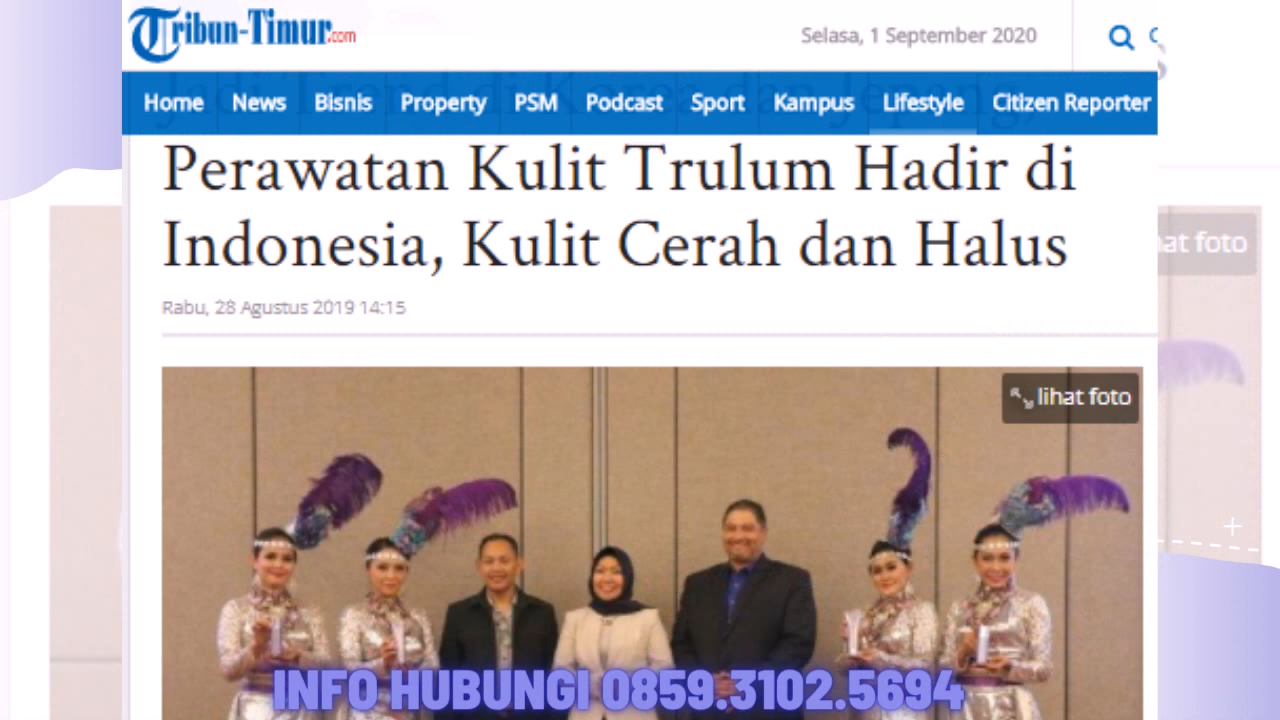 Tribun-Timur.com
Selasa, 1 September 2020
Home News Bisnis Property PSM Podcast Sport Kampus Lifestyle Citizen Reporter
Perawatan Kulit Trulum Hadir di
Indonesia, Kulit Cerah dan Halus
Rabu, 28 Agustus 2019 14:15
lihat foto
hat foto
INFO HUBUNGI 0859.3102.5694